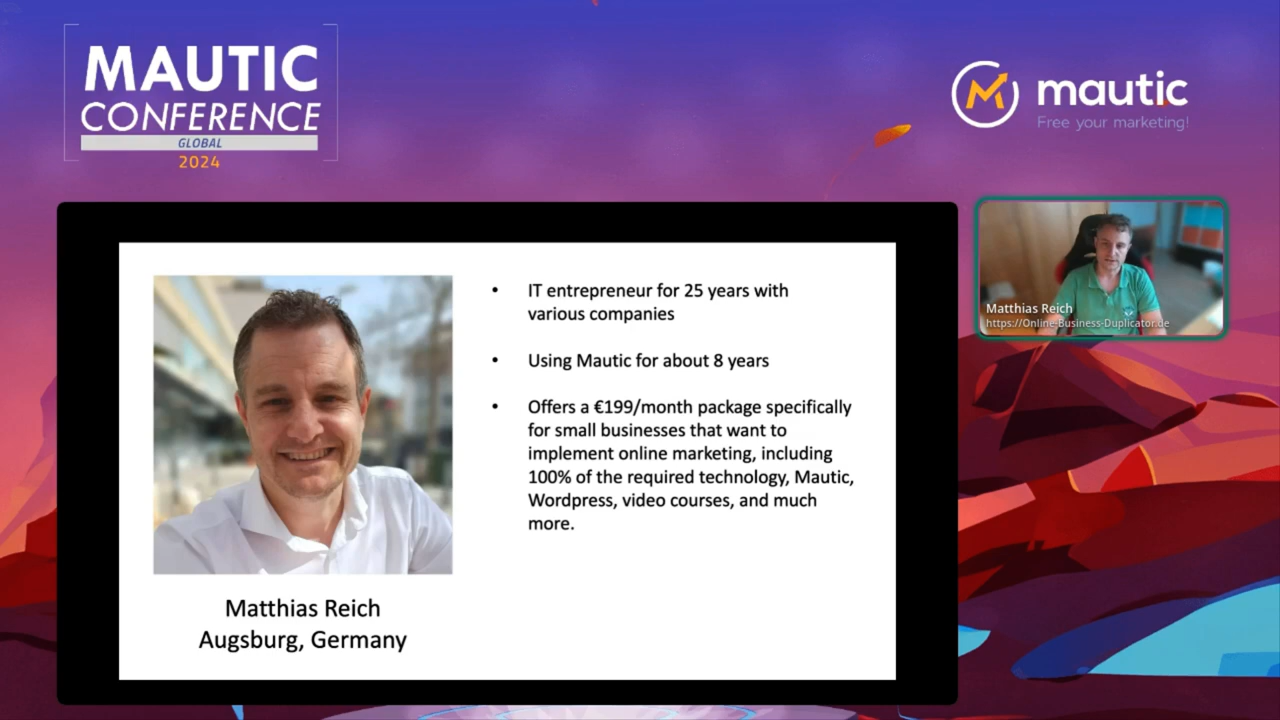 MAUTIC
CONFERENCE
GLOBAL
2024
mautic
Free your marketing!
• IT entrepreneur for 25 years with
various companies
• Using Mautic for about 8 years
• Offers a €199/month package specifically
for small businesses that want to
implement online marketing, including
100% of the required technology, Mautic,
Wordpress, video courses, and much
more.
Matthias Reich
Augsburg, Germany
Matthias Reich
https://Online-Business-Duplicator.de